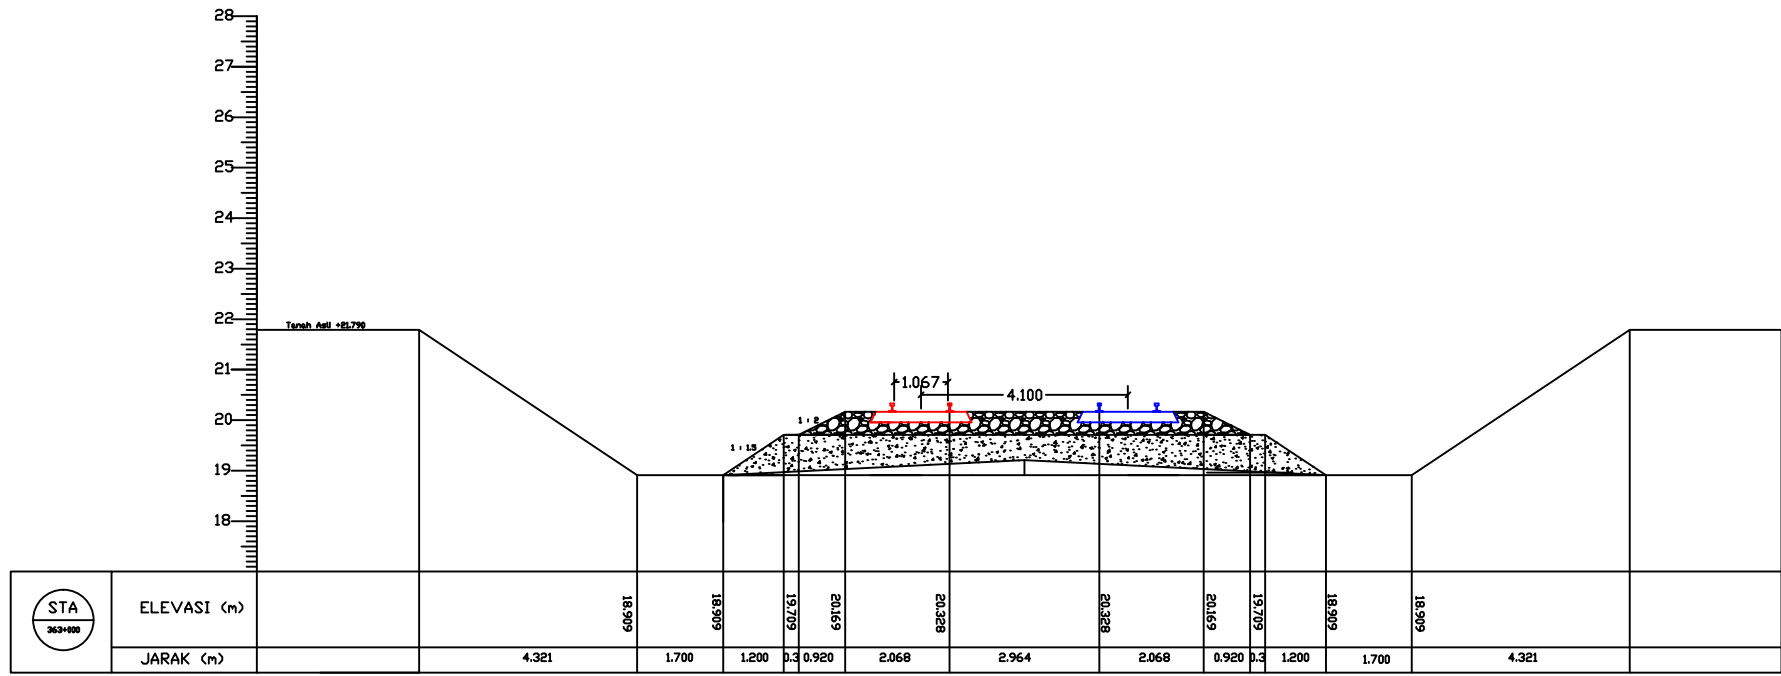 28
27
26
25
24
23
22
Tanah Asli +21.790
21
1.067
4.100
20
1 : 2
1 : 1.5
19
18
STA
363+000
ELEVASI (m)
18.909 18.909 19.709 20.169 20.328 20.328 20.169 19.709 18.909 18.909
JARAK (m)
4.321 1.700 1.200 0.3 0.920 2.068 2.964 2.068 0.920 0.3 1.200 1.700 4.321